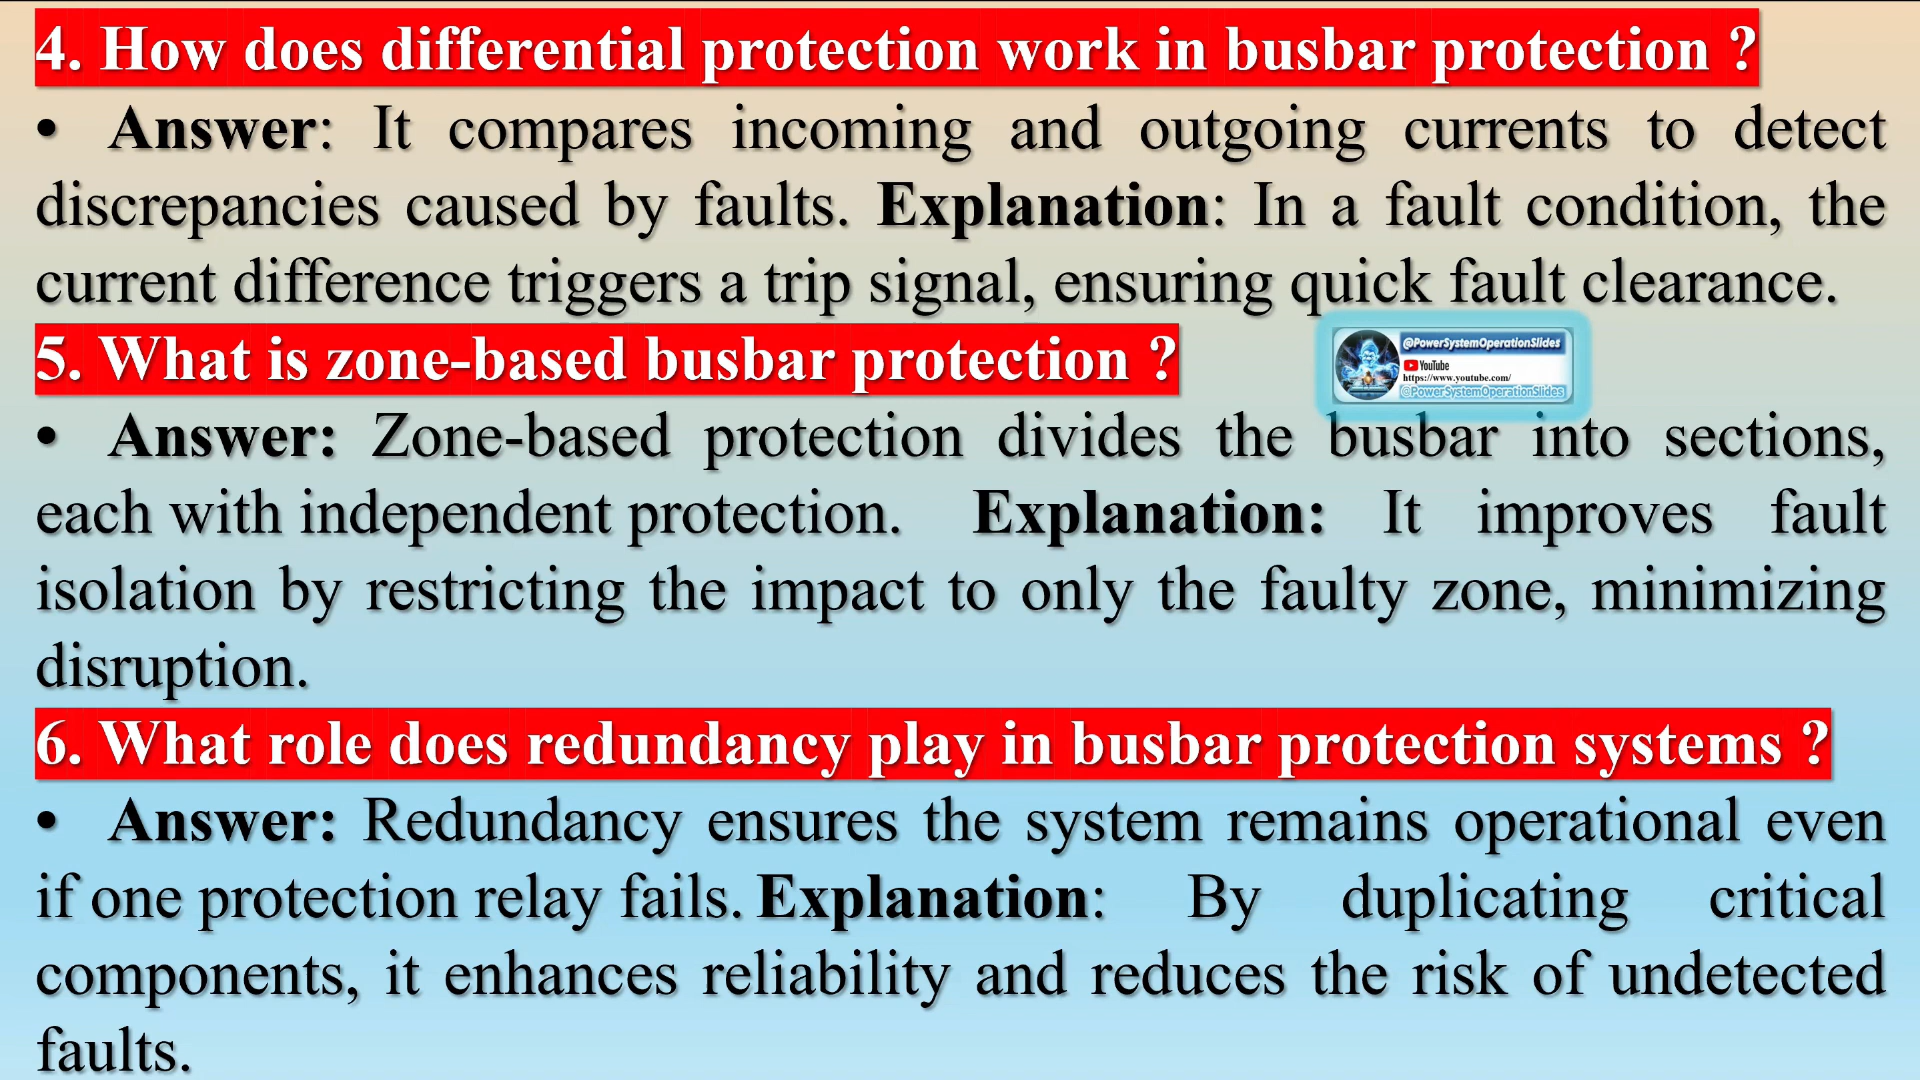 4. How does differential protection work in busbar protection ?
• Answer: It compares incoming and outgoing currents to detect
discrepancies caused by faults. Explanation: In a fault condition, the
current difference triggers a trip signal, ensuring quick fault clearance.
5. What is zone-based busbar protection ?
@PowerSystemOperationSlides
YouTube
https://www.youtube.com/
@PowerSystemOperationSlides
• Answer: Zone-based protection divides the busbar into sections,
each with independent protection. Explanation: It improves fault
isolation by restricting the impact to only the faulty zone, minimizing
disruption.
6. What role does redundancy play in busbar protection systems ?
• Answer: Redundancy ensures the system remains operational even
if one protection relay fails. Explanation: By duplicating critical
components, it enhances reliability and reduces the risk of undetected
faults.